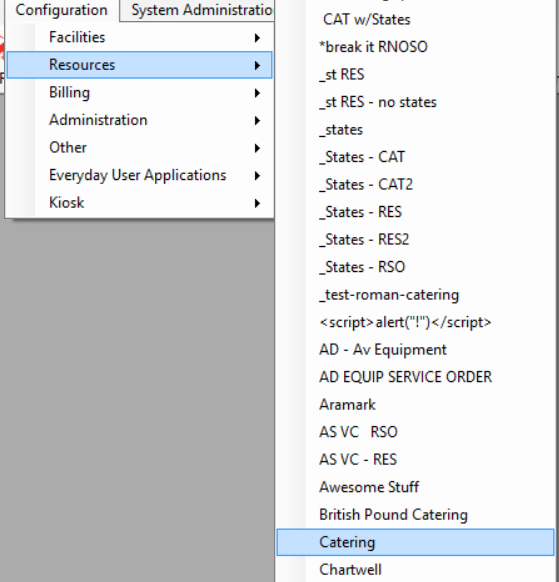 Configuration
System Administratio
Facilities
Resources
Billing
Administration
Other
Everyday User Applications
Kiosk
CAT w/States
*break it RNOSO
_st RES
_st RES - no states
_states
_States - CAT
_States - CAT2
_States - RES
_States - RES2
_States - RSO
_test-roman-catering
<script>alert("!")</script>
AD - Av Equipment
AD EQUIP SERVICE ORDER
Aramark
AS VC   RSO
AS VC - RES
Awesome Stuff
British Pound Catering
Catering
Chartwell